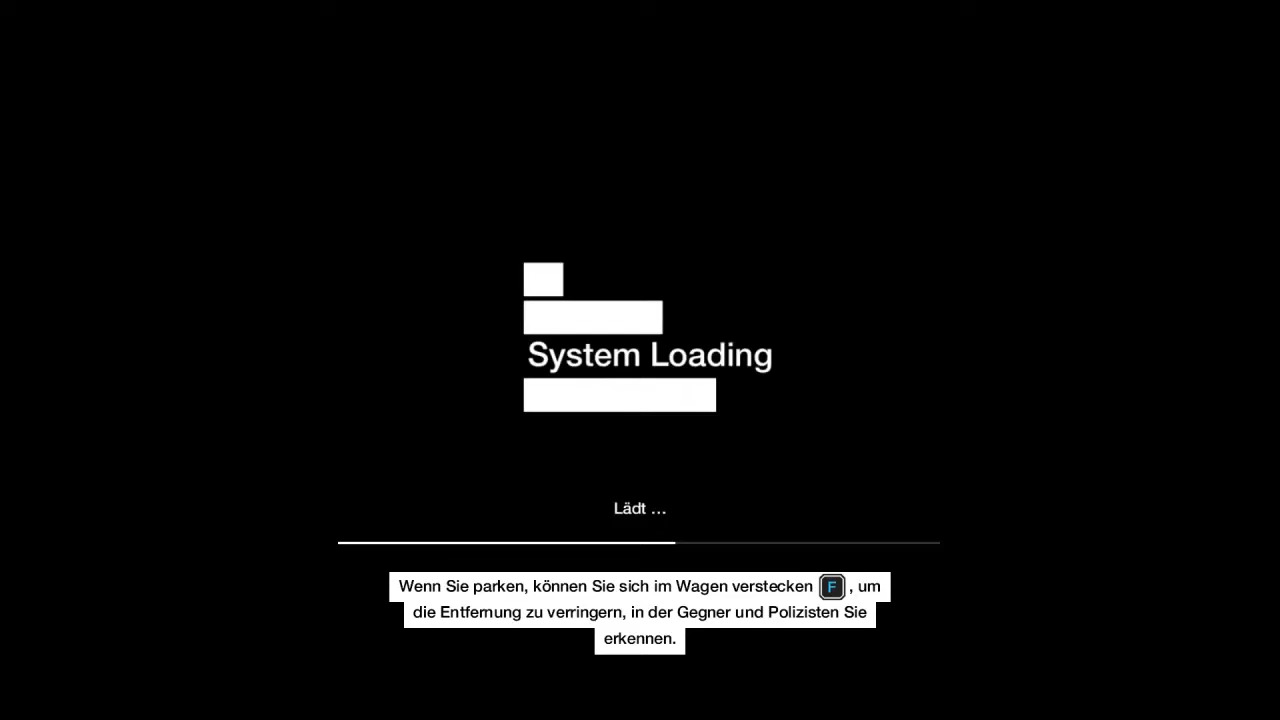 System Loading
Lädt ...
Wenn Sie parken, können Sie sich im Wagen verstecken F , um
die Entfernung zu verringern, in der Gegner und Polizisten Sie
erkennen.